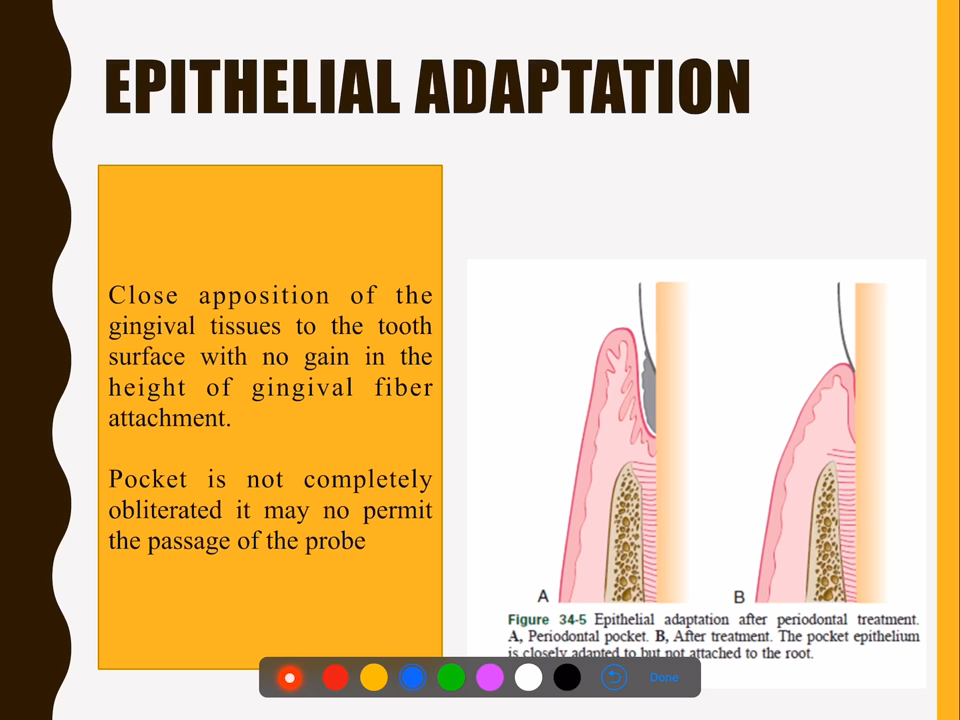 EPITHELIAL ADAPTATION
Close apposition of the
gingival tissues to the tooth
surface with no gain in the
height of gingival fiber
attachment.
Pocket is not completely
obliterated it may no permit
the passage of the probe
A
B
Figure 34-5 Epithelial adaptation after periodontal treatment.
A, Periodontal pocket. B, After treatment. The pocket epithelium
is closely adapted to but not attached to the root.
Done